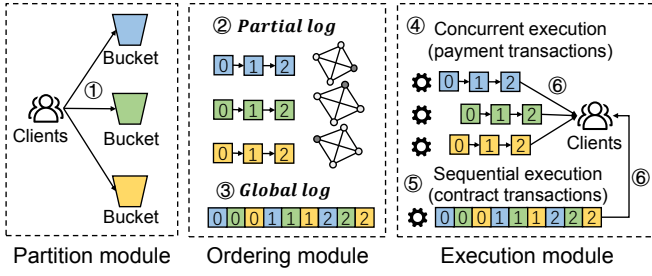 Bucket
①
Clients
Bucket
Bucket
Partition module
② Partial log
0 1 2
0 1 2
0 1 2
③ Global log
0 0 0 1 1 1 2 2 2
Ordering module
④ Concurrent execution
(payment transactions)
0 1 2
⑥
0 1 2
0 1 2
Clients
⑤ Sequential execution
(contract transactions)
⑥
0 0 0 1 1 1 2 2 2
Execution module